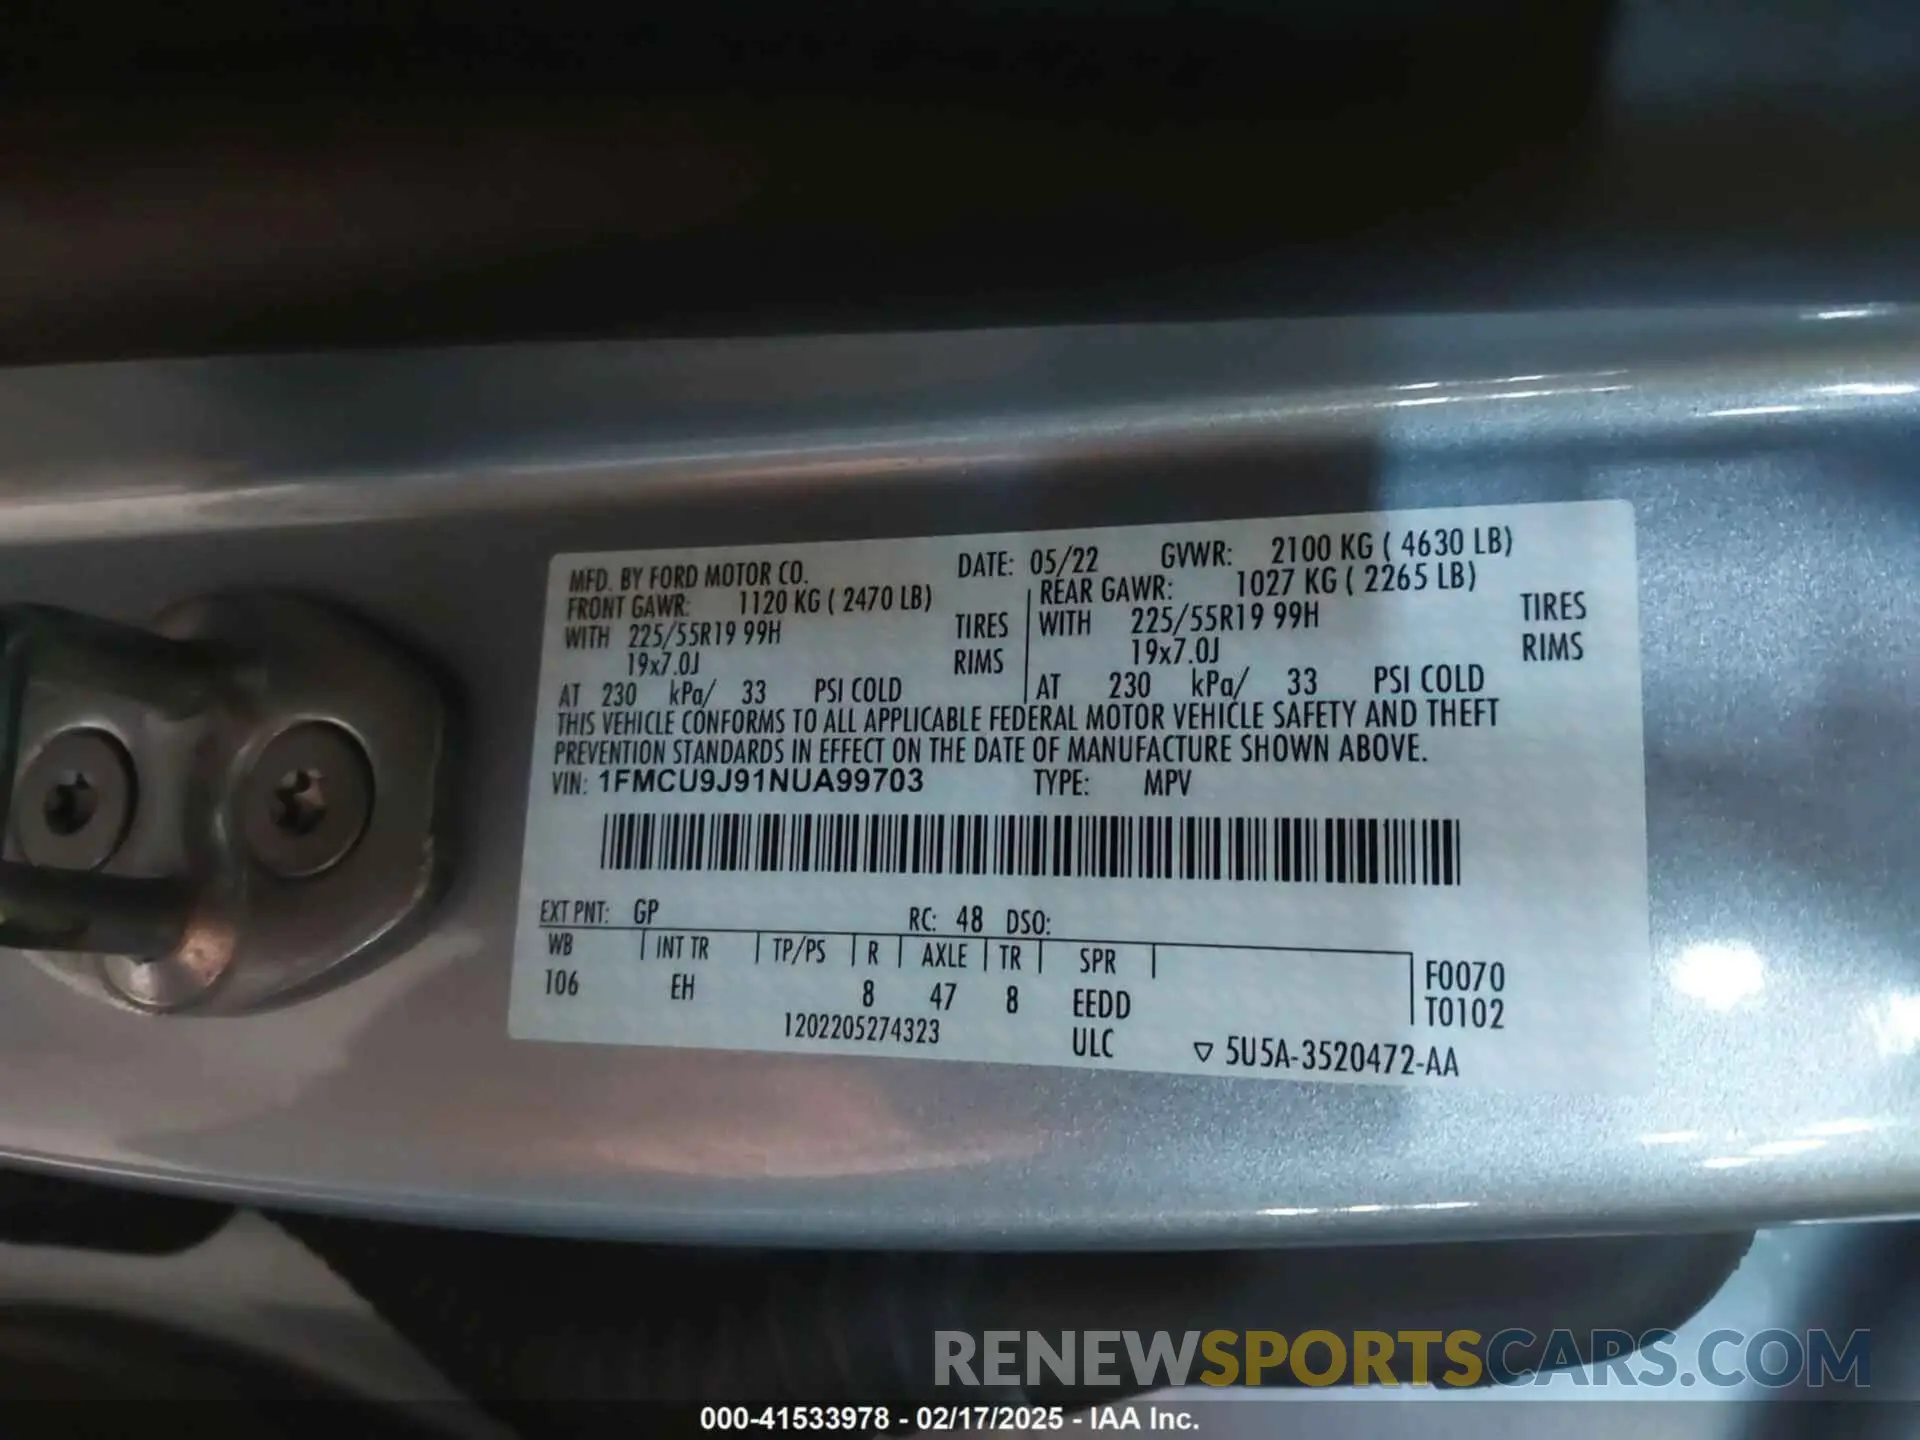 MFD. BY FORD MOTOR CO. DATE: 05/22 GVWR: 2100 KG ( 4630 LB)
FRONT GAWR: 1120 KG ( 2470 LB) REAR GAWR: 1027 KG ( 2265 LB)
WITH 225/55R19 99H TIRES WITH 225/55R19 99H TIRES
19x7.0J RIMS 19x7.0J RIMS
AT 230 kPa/ 33 PSI COLD AT 230 kPa/ 33 PSI COLD
THIS VEHICLE CONFORMS TO ALL APPLICABLE FEDERAL MOTOR VEHICLE SAFETY AND THEFT
PREVENTION STANDARDS IN EFFECT ON THE DATE OF MANUFACTURE SHOWN ABOVE.
VIN: 1FMCU9J91NUA99703 TYPE: MPV
EXT PNT: GP RC: 48 DSO:
WB INT TR TP/PS R AXLE TR SPR F0070
106 EH 8 47 8 EEDD T0102
1202205274323 ULC ▽ 5U5A-3520472-AA
RENEWSPORTSCARS.COM
000-41533978 - 02/17/2025 - IAA Inc.